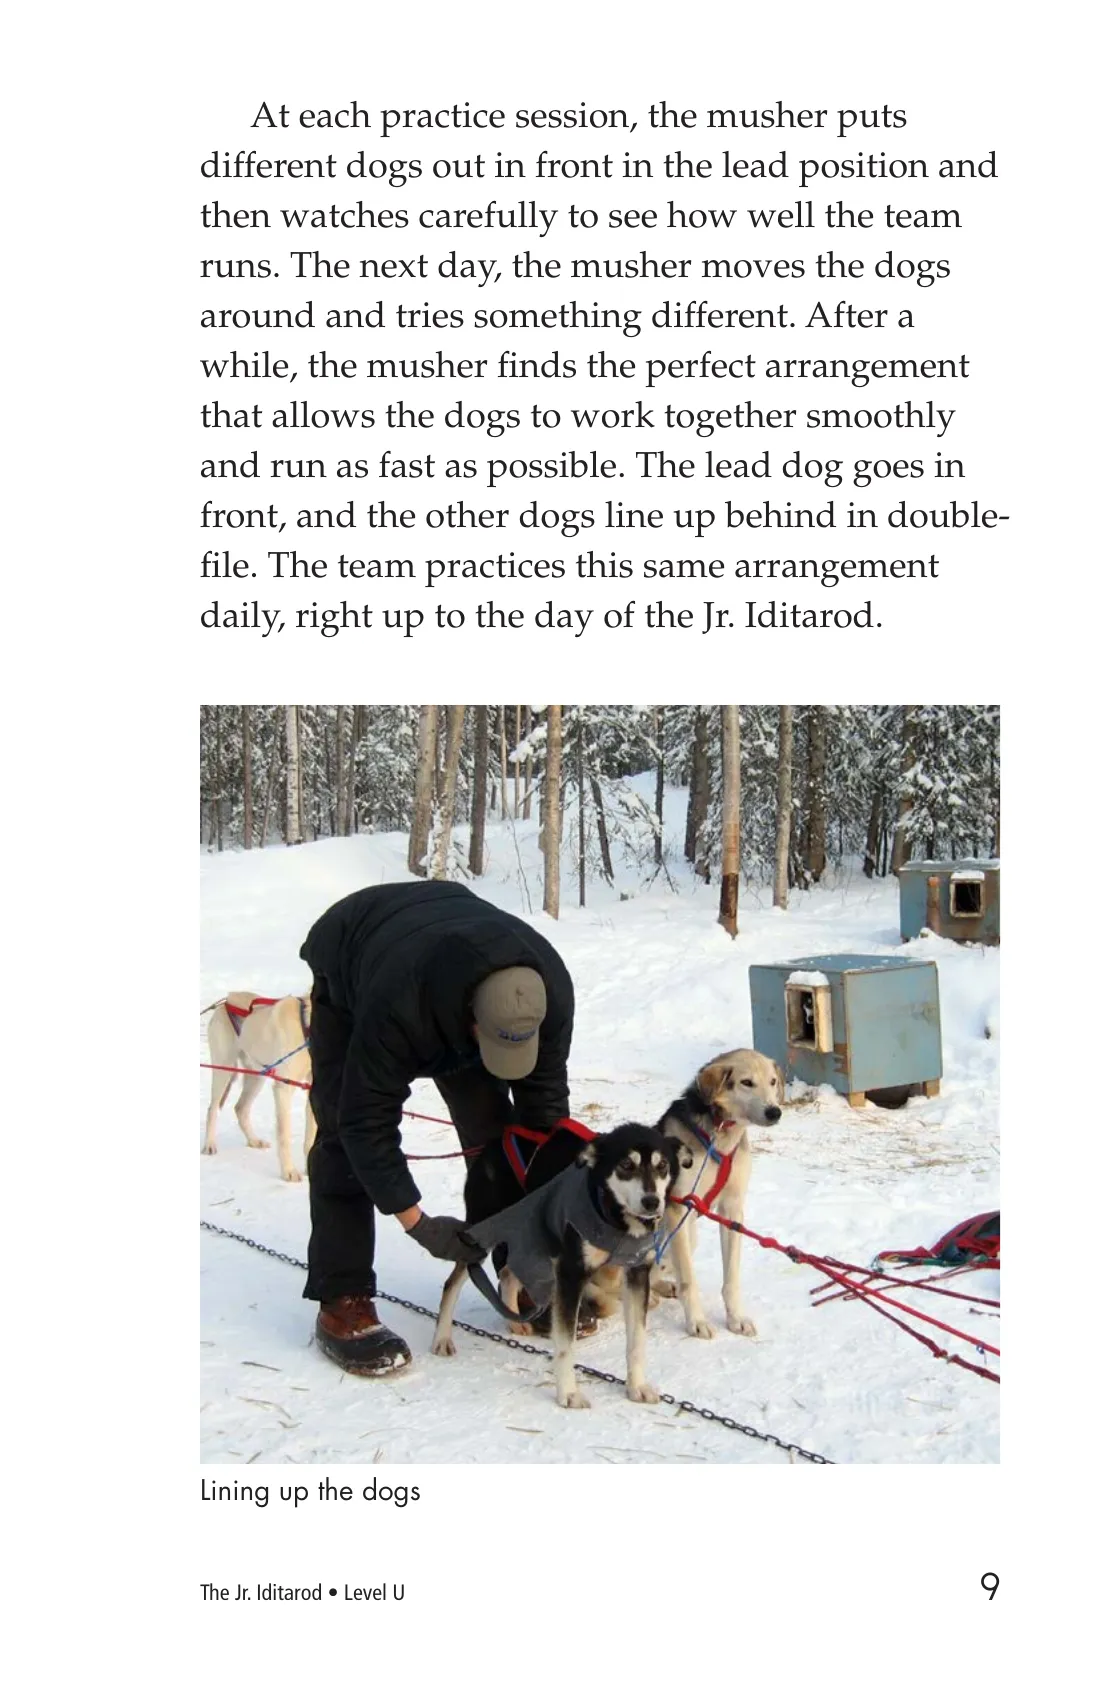 At each practice session, the musher puts
different dogs out in front in the lead position and
then watches carefully to see how well the team
runs. The next day, the musher moves the dogs
around and tries something different. After a
while, the musher finds the perfect arrangement
that allows the dogs to work together smoothly
and run as fast as possible. The lead dog goes in
front, and the other dogs line up behind in double-
file. The team practices this same arrangement
daily, right up to the day of the Jr. Iditarod.
Lining up the dogs
The Jr. Iditarod • Level U
9